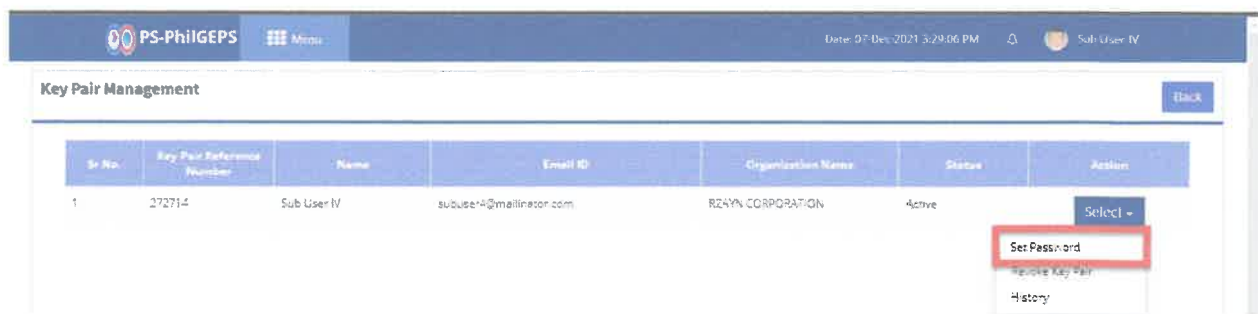 PS-PhilGEPS
Menu
Date: 07-Dec-2021 3:29:06 PM
Sub User IV
Key Pair Management
Back
Sr No.
Key Pair Reference
Number
Name
Email ID
Organization Name
Status
Action
1
272714
Sub User IV
subuser4@mailinator.com
RZAYN CORPORATION
Active
Select
Set Password
Revoke Key Pair
History